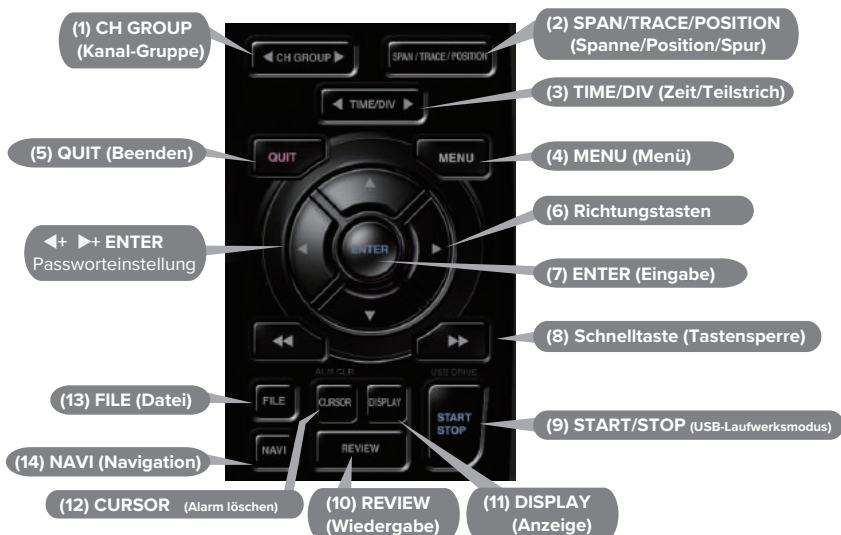 (1) CH GROUP
(Kanal-Gruppe)
(2) SPAN/TRACE/POSITION
(Spanne/Position/Spur)
◀ CH GROUP ▶
SPAN / TRACE / POSITION
◀ TIME/DIV ▶
(3) TIME/DIV (Zeit/Teilstrich)
(5) QUIT (Beenden)
QUIT
MENU
(4) MENU (Menü)
(6) Richtungstasten
◀+ ▶+ ENTER
Passworteinstellung
ENTER
(7) ENTER (Eingabe)
(8) Schnelltaste (Tastensperre)
ALM CLR
USB DRIVE
(13) FILE (Datei)
FILE
CURSOR
DISPLAY
START
STOP
(9) START/STOP (USB-Laufwerksmodus)
(14) NAVI (Navigation)
NAVI
REVIEW
(12) CURSOR (Alarm löschen)
(10) REVIEW
(Wiedergabe)
(11) DISPLAY
(Anzeige)